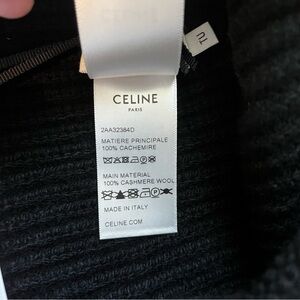 TU
CELINE
PARIS
2AA32384D
MATIERE PRINCIPALE
100% CACHEMIRE
MAIN MATERIAL
100% CASHMERE WOOL
MADE IN ITALY
CELINE.COM